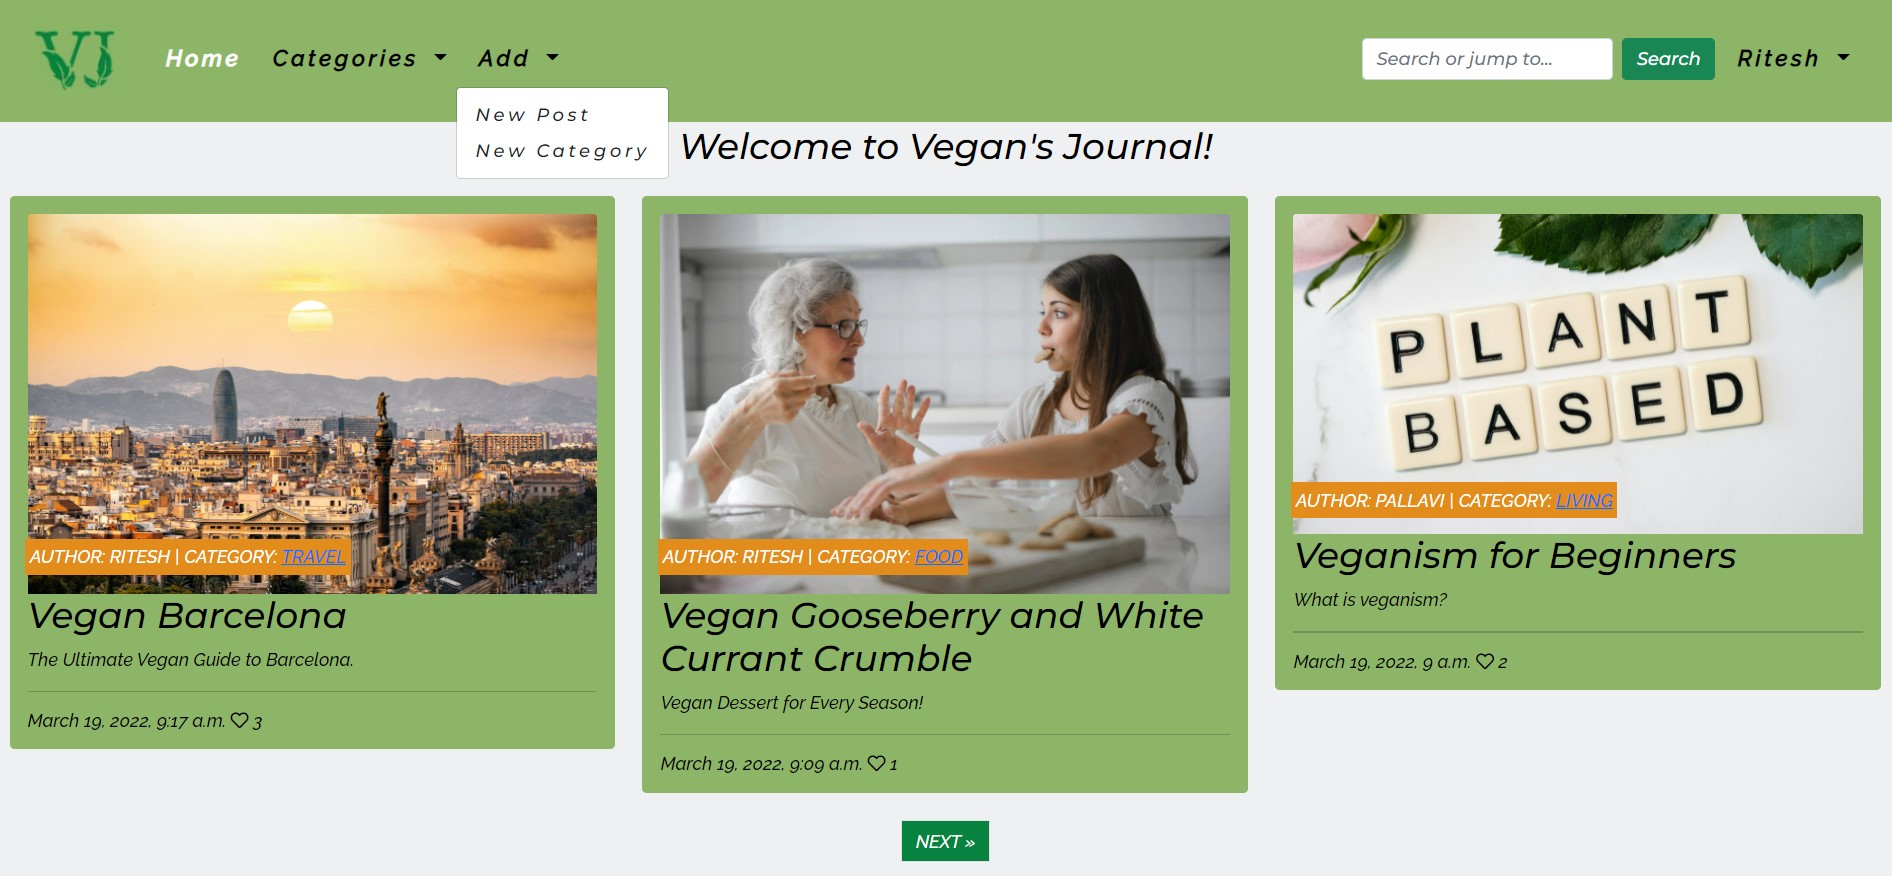 VJ
Home Categories Add
Search or jump to... Search Ritesh
New Post
New Category
Welcome to Vegan's Journal!
AUTHOR: RITESH | CATEGORY: TRAVEL
Vegan Barcelona
The Ultimate Vegan Guide to Barcelona.
March 19, 2022, 9:17 a.m. 3
AUTHOR: RITESH | CATEGORY: FOOD
Vegan Gooseberry and White
Currant Crumble
Vegan Dessert for Every Season!
March 19, 2022, 9:09 a.m. 1
PLANT
BASED
AUTHOR: PALLAVI | CATEGORY: LIVING
Veganism for Beginners
What is veganism?
March 19, 2022, 9 a.m. 2
NEXT »